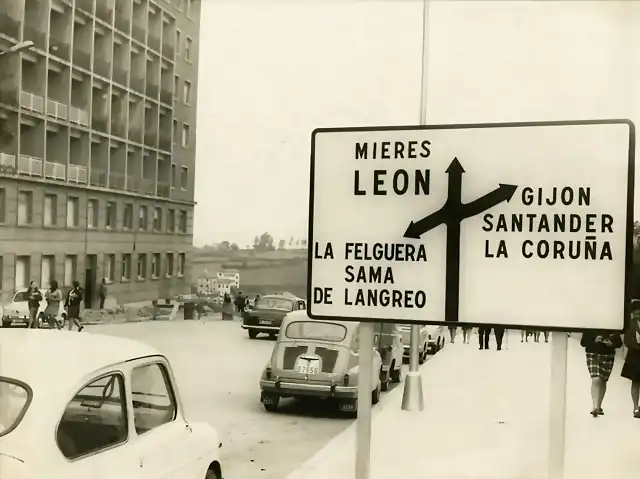 MIERES
LEON
GIJON
SANTANDER
LA CORUÑA
LA FELGUERA
SAMA
DE LANGREO